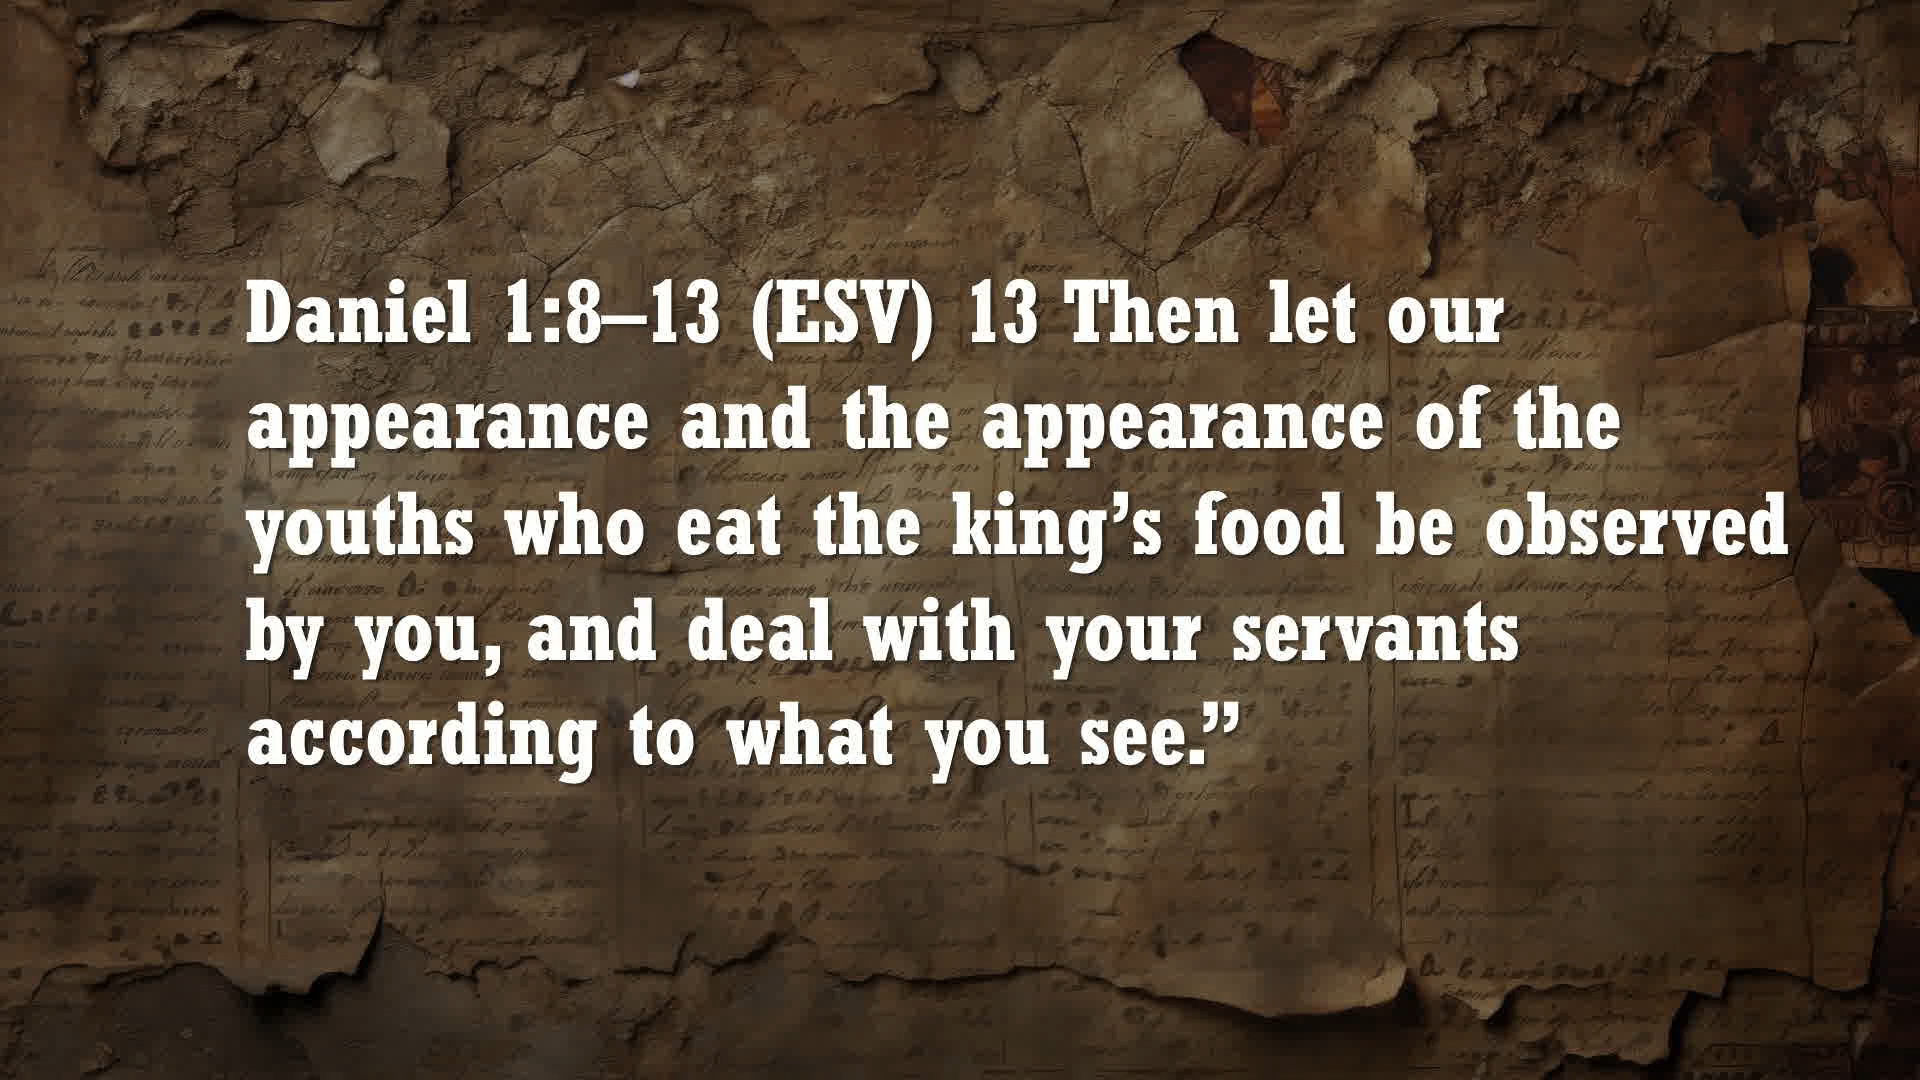 Daniel 1:8–13 (ESV) 13 Then let our
appearance and the appearance of the
youths who eat the king’s food be observed
by you, and deal with your servants
according to what you see.”